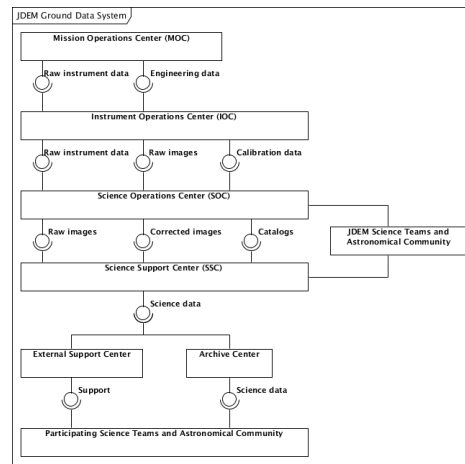 JDEM Ground Data System
Mission Operations Center (MOC)
Raw instrument data
Engineering data
Instrument Operations Center (IOC)
Raw instrument data
Raw images
Calibration data
Science Operations Center (SOC)
Raw images
Corrected images
Catalogs
JDEM Science Teams and
Astronomical Community
Science Support Center (SSC)
Science data
External Support Center
Archive Center
Support
Science data
Participating Science Teams and Astronomical Community